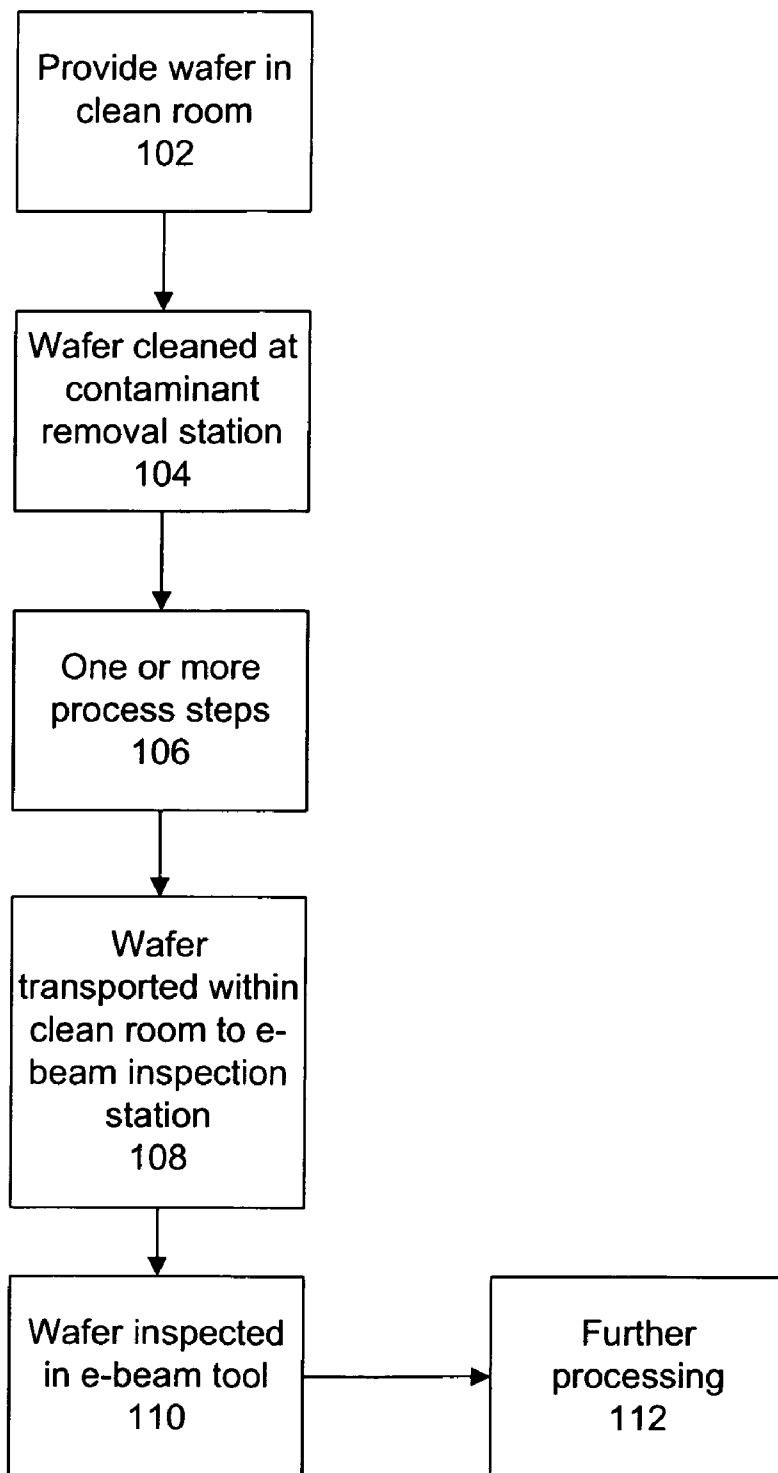 Provide wafer in
clean room
102
Wafer cleaned at
contaminant
removal station
104
One or more
process steps
106
Wafer
transported within
clean room to e-
beam inspection
station
108
Wafer inspected
in e-beam tool
110
Further
processing
112